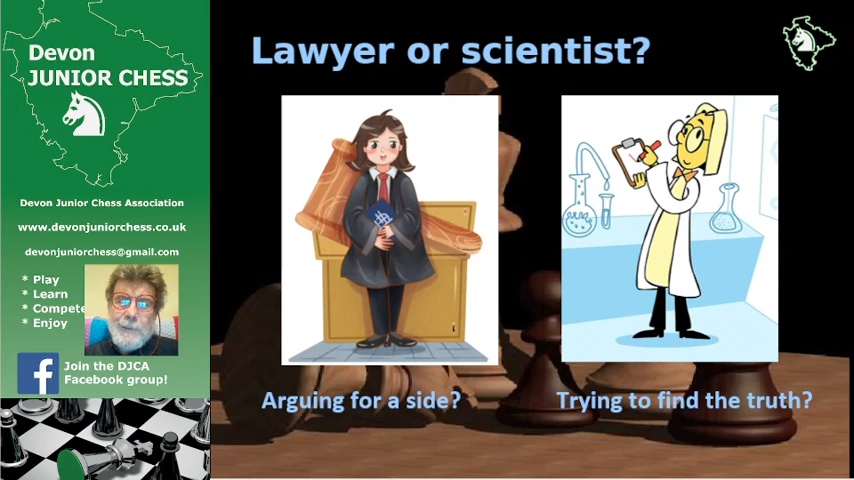 Devon
JUNIOR CHESS
Devon Junior Chess Association
www.devonjuniorchess.co.uk
devonjuniorchess@gmail.com
* Play
* Learn
* Compete
* Enjoy
Join the DJCA
Facebook group!
Lawyer or scientist?
Arguing for a side?
Trying to find the truth?